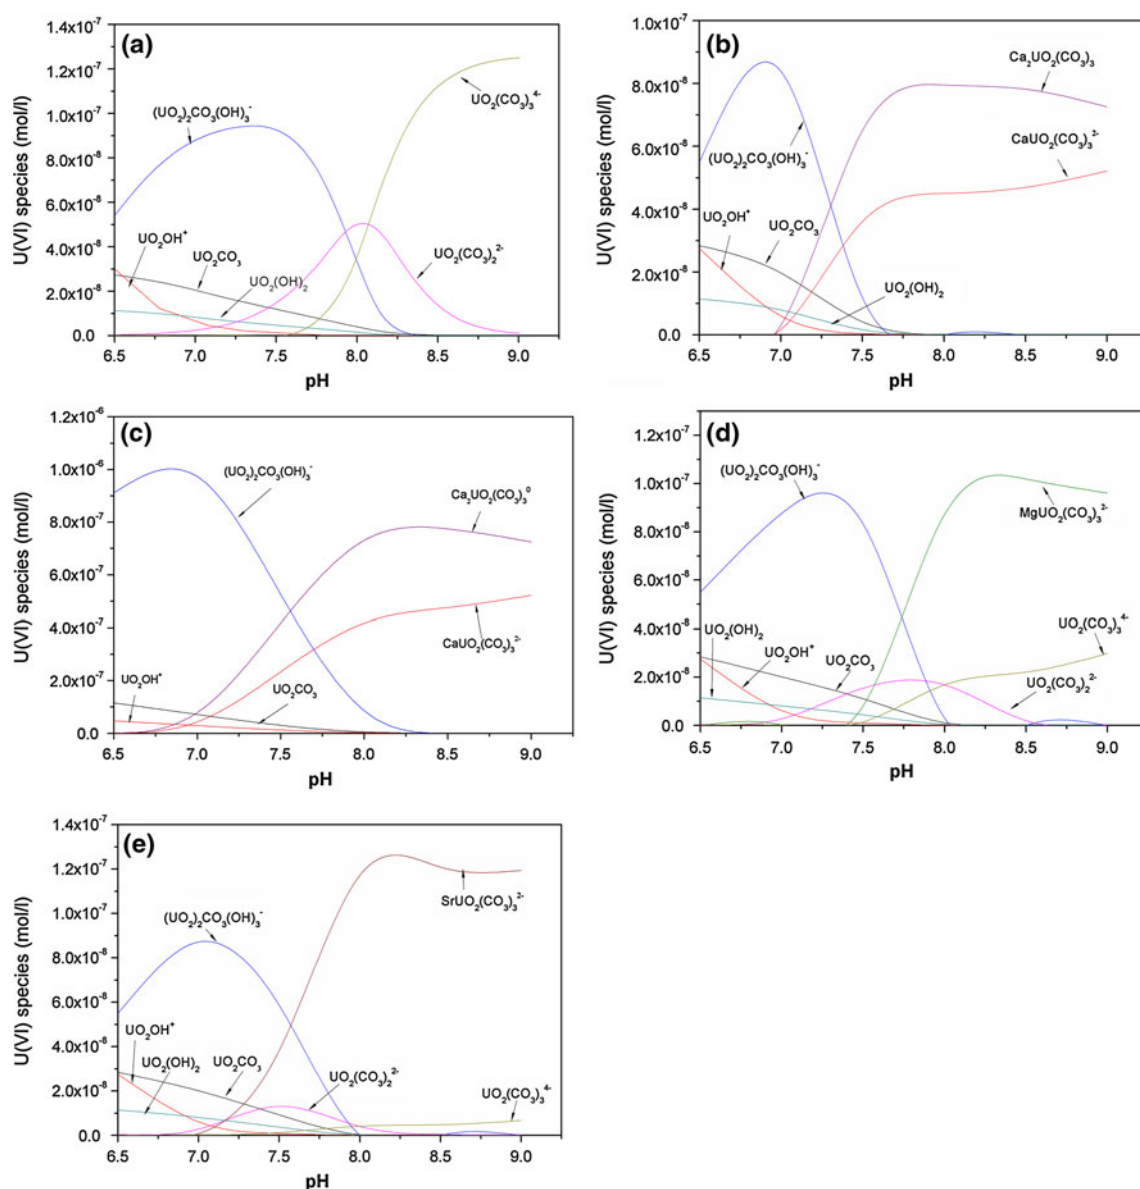 (a)
U(VI) species (mol/l)
1.4x10⁻⁷
1.2x10⁻⁷
1.0x10⁻⁷
8.0x10⁻⁸
6.0x10⁻⁸
4.0x10⁻⁸
2.0x10⁻⁸
0.0
(UO₂)₂CO₃(OH)₃⁻
UO₂(CO₃)₃⁴⁻
UO₂OH⁺
UO₂CO₃
UO₂(OH)₂
UO₂(CO₃)₂²⁻
6.5 7.0 7.5 8.0 8.5 9.0
pH
(b)
U(VI) species (mol/l)
1.0x10⁻⁷
8.0x10⁻⁸
6.0x10⁻⁸
4.0x10⁻⁸
2.0x10⁻⁸
0.0
Ca₂UO₂(CO₃)₃
(UO₂)₂CO₃(OH)₃⁻
CaUO₂(CO₃)₃²⁻
UO₂OH⁺
UO₂CO₃
UO₂(OH)₂
6.5 7.0 7.5 8.0 8.5 9.0
pH
(c)
U(VI) species (mol/l)
1.2x10⁻⁶
1.0x10⁻⁶
8.0x10⁻⁷
6.0x10⁻⁷
4.0x10⁻⁷
2.0x10⁻⁷
0.0
(UO₂)₂CO₃(OH)₃⁻
Ca₂UO₂(CO₃)₃⁰
CaUO₂(CO₃)₃²⁻
UO₂OH⁺
UO₂CO₃
6.5 7.0 7.5 8.0 8.5 9.0
pH
(d)
U(VI) species (mol/l)
1.2x10⁻⁷
1.0x10⁻⁷
8.0x10⁻⁸
6.0x10⁻⁸
4.0x10⁻⁸
2.0x10⁻⁸
0.0
(UO₂)₂CO₃(OH)₃⁻
MgUO₂(CO₃)₃²⁻
UO₂(OH)₂
UO₂OH⁺
UO₂CO₃
UO₂(CO₃)₃⁴⁻
UO₂(CO₃)₂²⁻
6.5 7.0 7.5 8.0 8.5 9.0
pH
(e)
U(VI) species (mol/l)
1.4x10⁻⁷
1.2x10⁻⁷
1.0x10⁻⁷
8.0x10⁻⁸
6.0x10⁻⁸
4.0x10⁻⁸
2.0x10⁻⁸
0.0
SrUO₂(CO₃)₃²⁻
(UO₂)₂CO₃(OH)₃⁻
UO₂OH⁺
UO₂(OH)₂
UO₂CO₃
UO₂(CO₃)₂²⁻
UO₂(CO₃)₃⁴⁻
6.5 7.0 7.5 8.0 8.5 9.0
pH